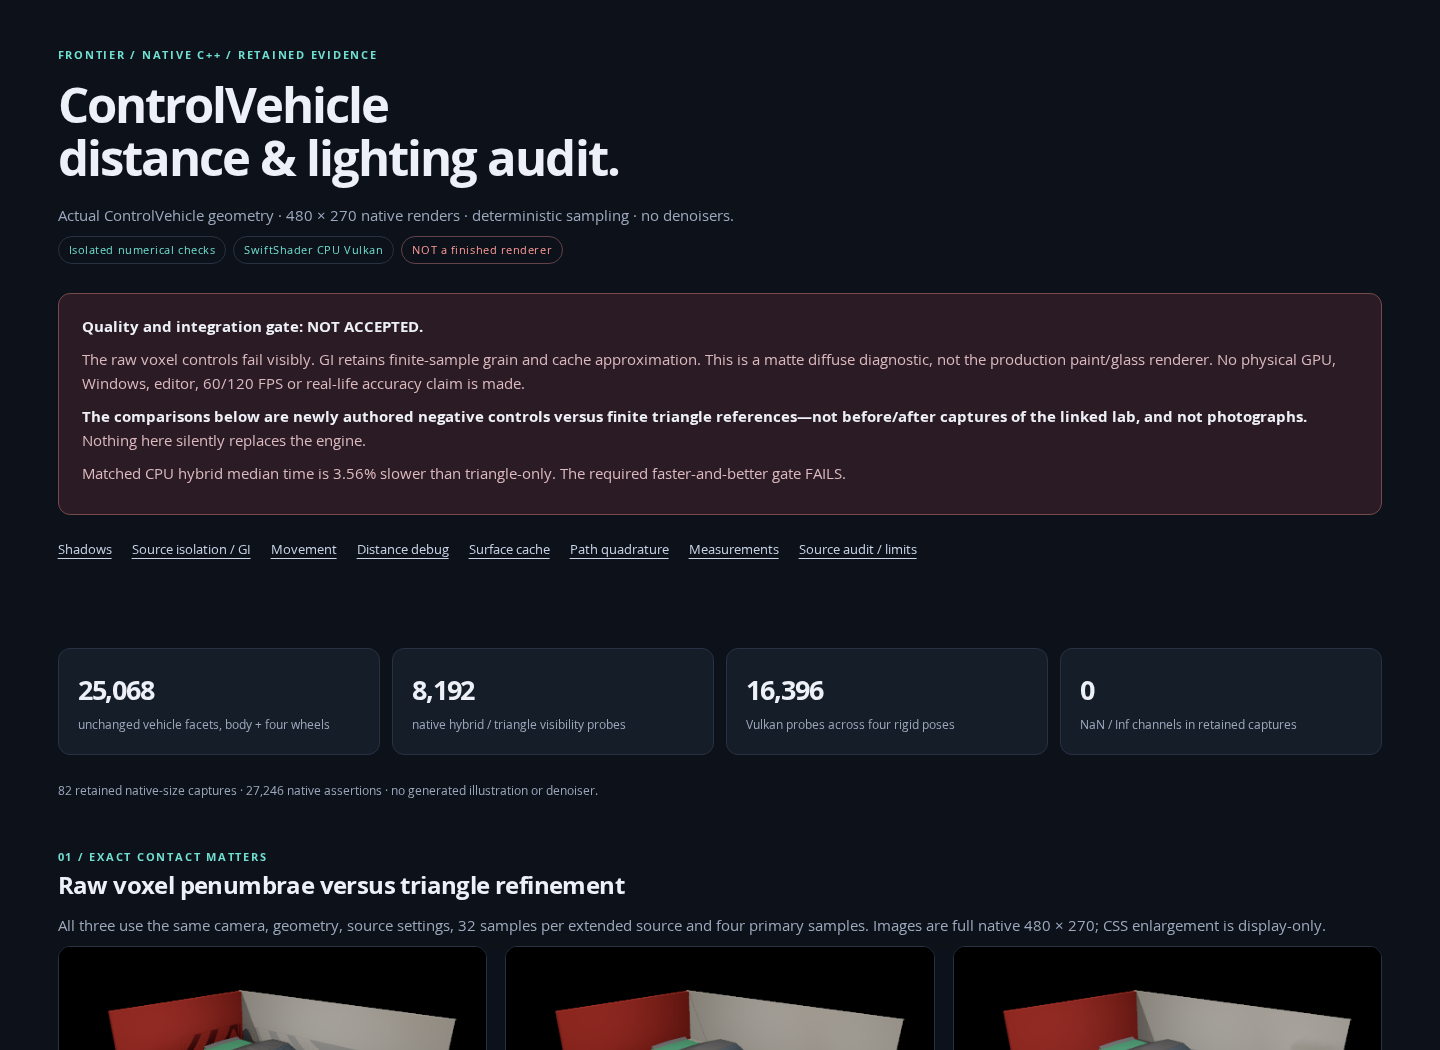 FRONTIER / NATIVE C++ / RETAINED EVIDENCE
ControlVehicle
distance & lighting audit.
Actual ControlVehicle geometry · 480 × 270 native renders · deterministic sampling · no denoisers.
Isolated numerical checks SwiftShader CPU Vulkan NOT a finished renderer
Quality and integration gate: NOT ACCEPTED.
The raw voxel controls fail visibly. GI retains finite-sample grain and cache approximation. This is a matte diffuse diagnostic, not the production paint/glass renderer. No physical GPU,
Windows, editor, 60/120 FPS or real-life accuracy claim is made.
The comparisons below are newly authored negative controls versus finite triangle references—not before/after captures of the linked lab, and not photographs.
Nothing here silently replaces the engine.
Matched CPU hybrid median time is 3.56% slower than triangle-only. The required faster-and-better gate FAILS.
Shadows Source isolation / GI Movement Distance debug Surface cache Path quadrature Measurements Source audit / limits
25,068
unchanged vehicle facets, body + four wheels
8,192
native hybrid / triangle visibility probes
16,396
Vulkan probes across four rigid poses
0
NaN / Inf channels in retained captures
82 retained native-size captures · 27,246 native assertions · no generated illustration or denoiser.
01 / EXACT CONTACT MATTERS
Raw voxel penumbrae versus triangle refinement
All three use the same camera, geometry, source settings, 32 samples per extended source and four primary samples. Images are full native 480 × 270; CSS enlargement is display-only.